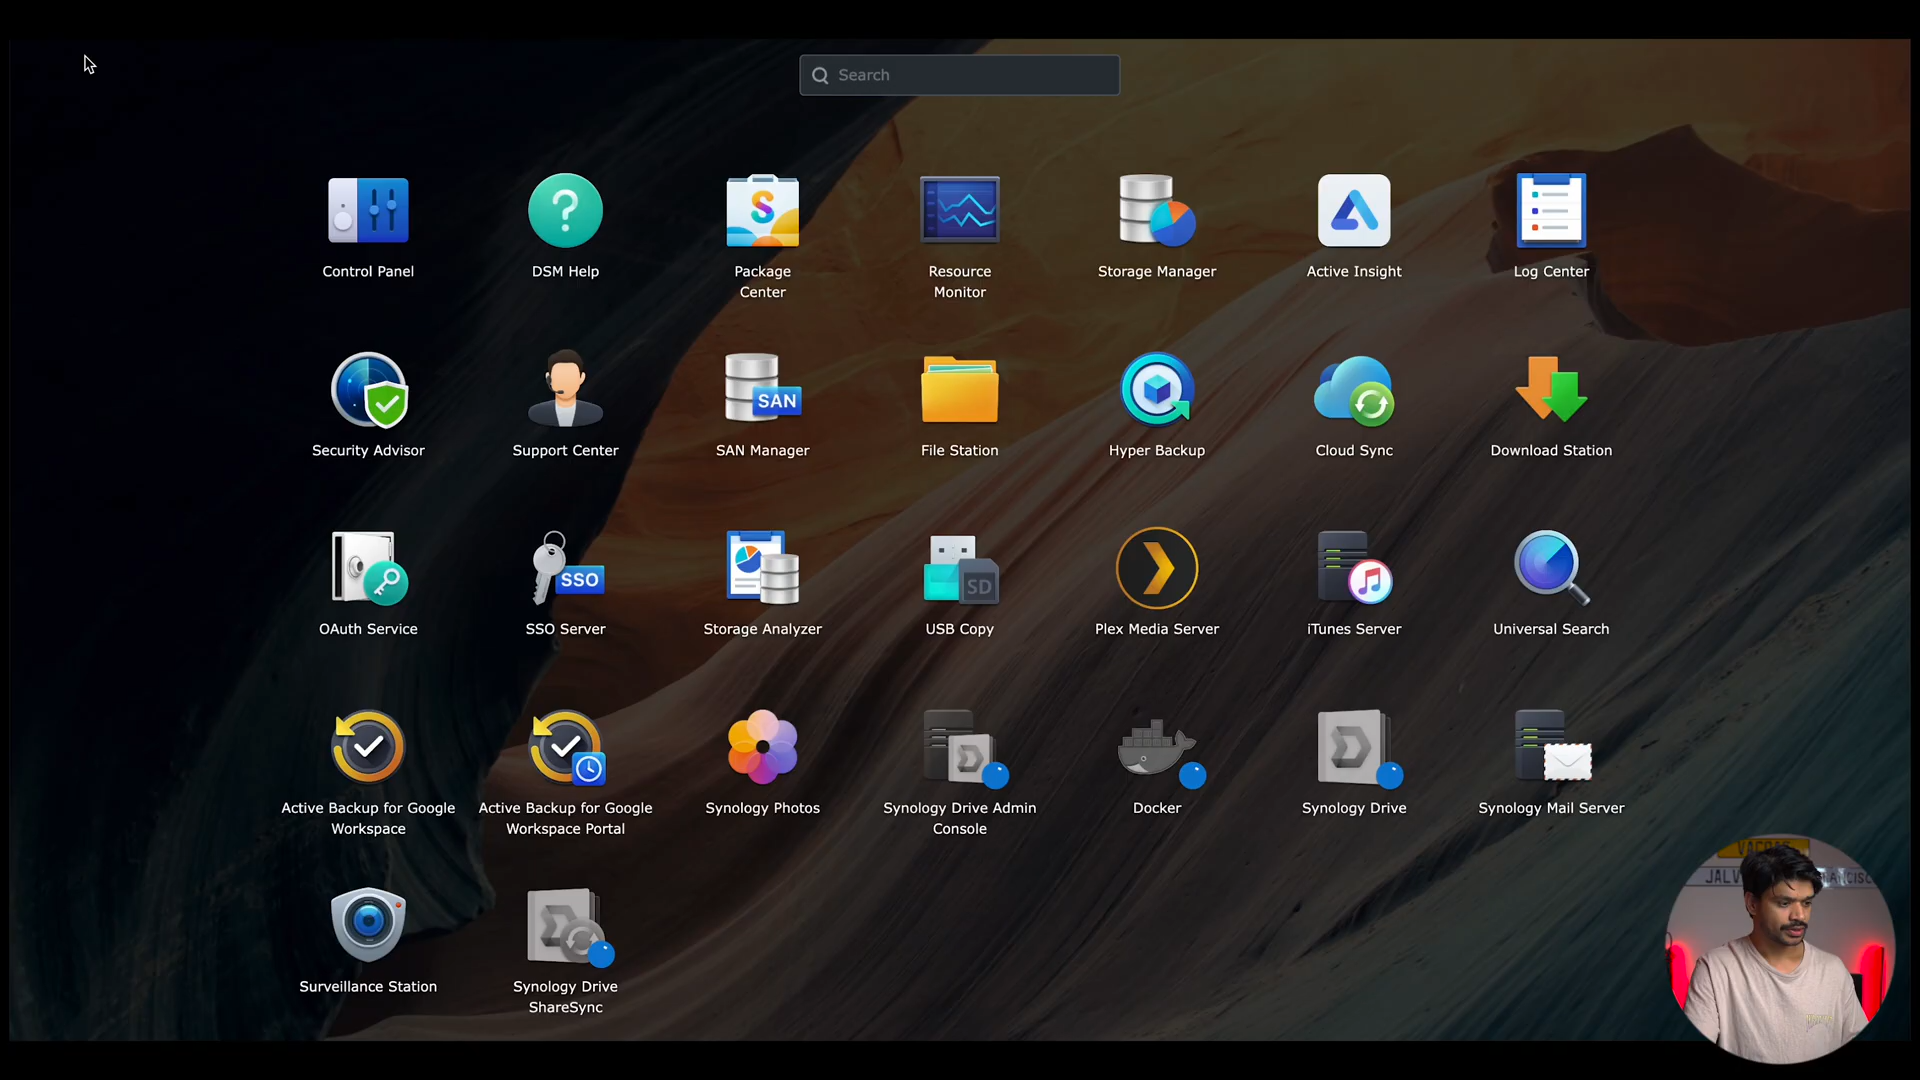 Search
Control Panel
DSM Help
Package
Center
Resource
Monitor
Storage Manager
Active Insight
Log Center
Security Advisor
Support Center
SAN
SAN Manager
File Station
Hyper Backup
Cloud Sync
Download Station
OAuth Service
SSO
SSO Server
Storage Analyzer
SD
USB Copy
Plex Media Server
iTunes Server
Universal Search
Active Backup for Google
Workspace
Active Backup for Google
Workspace Portal
Synology Photos
Synology Drive Admin
Console
Docker
Synology Drive
Synology Mail Server
Surveillance Station
Synology Drive
ShareSync